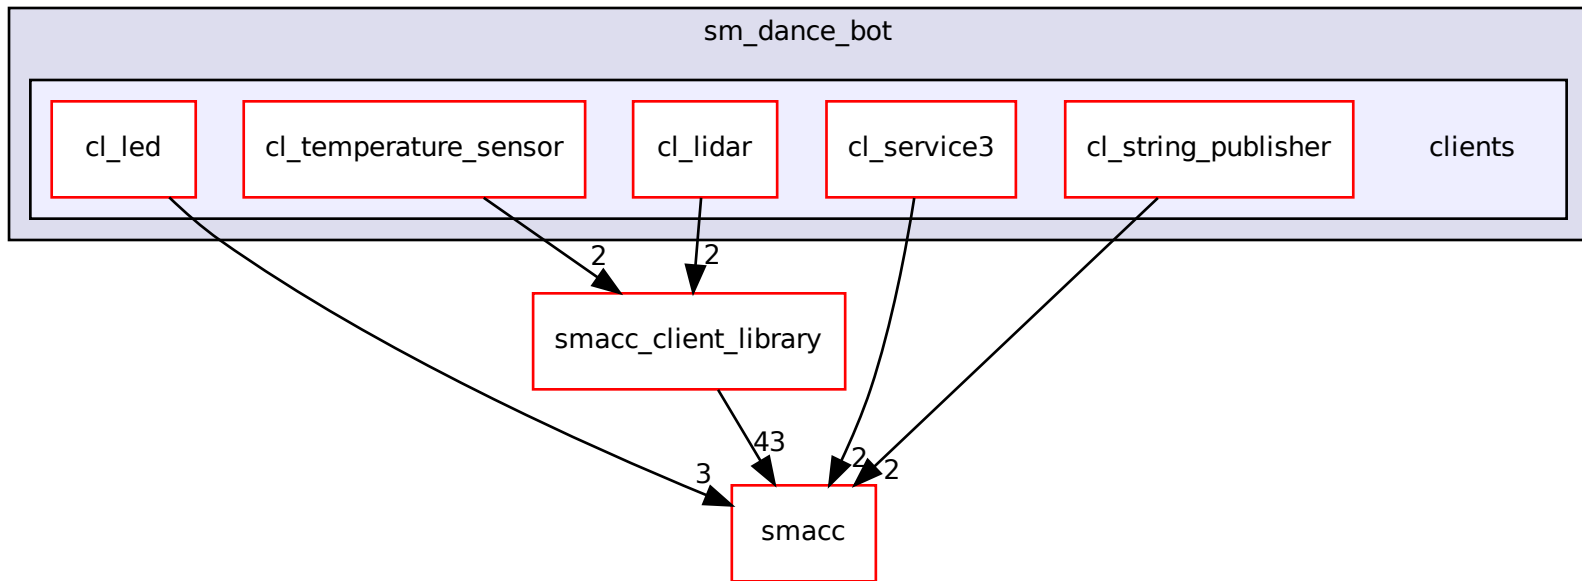 sm_dance_bot
cl_led
cl_temperature_sensor
cl_lidar
cl_service3
cl_string_publisher
clients
2
2
smacc_client_library
43
3
2
2
smacc